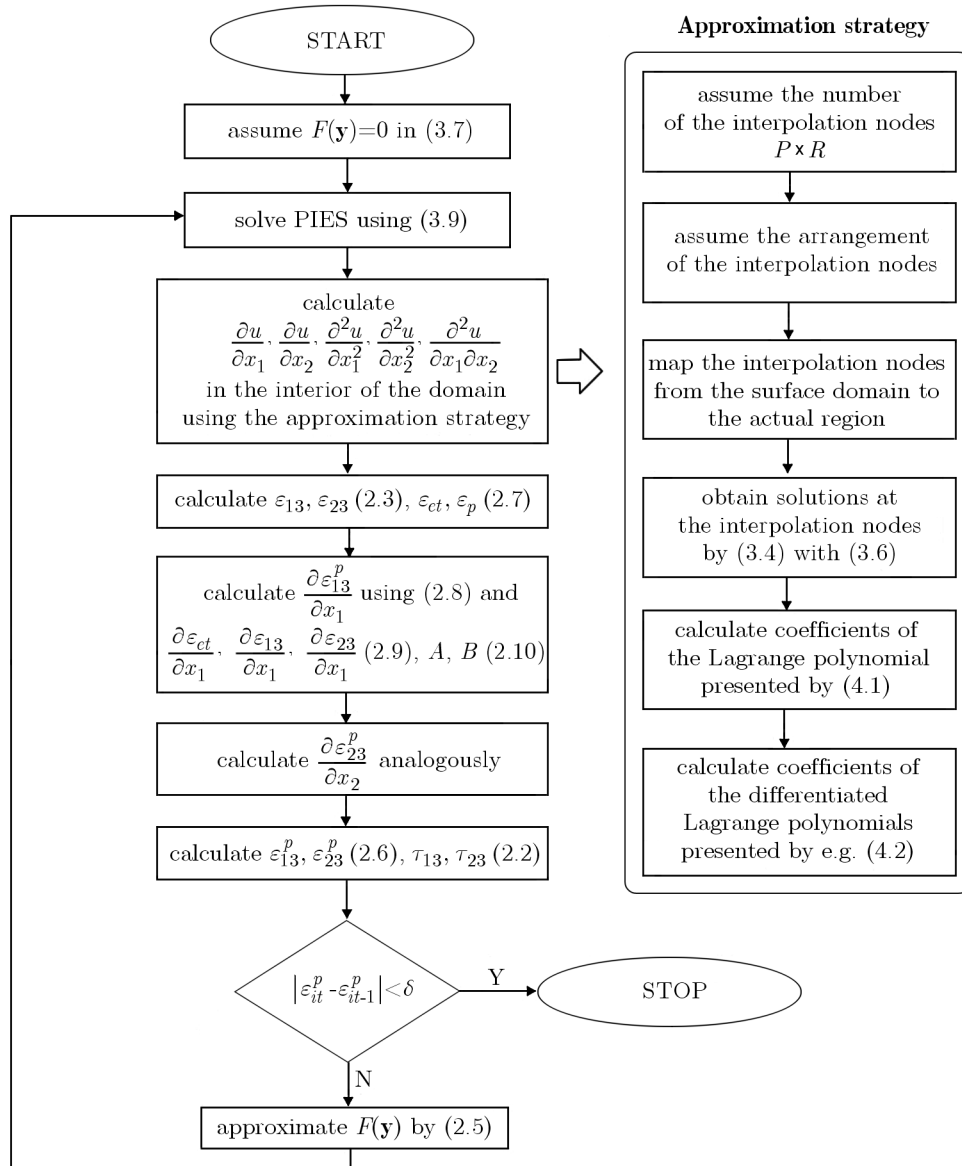 START
assume F(y)=0 in (3.7)
solve PIES using (3.9)
calculate
∂u/∂x₁, ∂u/∂x₂, ∂²u/∂x₁², ∂²u/∂x₂², ∂²u/∂x₁∂x₂
in the interior of the domain
using the approximation strategy
calculate ε₁₃, ε₂₃ (2.3), ε_ct, ε_p (2.7)
calculate ∂ε₁₃^p/∂x₁ using (2.8) and
∂ε_ct/∂x₁, ∂ε₁₃/∂x₁, ∂ε₂₃/∂x₁ (2.9), A, B (2.10)
calculate ∂ε₂₃^p/∂x₂ analogously
calculate ε₁₃^p, ε₂₃^p (2.6), τ₁₃, τ₂₃ (2.2)
|ε_it^p - ε_it-1^p|<δ
Y
STOP
N
approximate F(y) by (2.5)
Approximation strategy
assume the number
of the interpolation nodes
P × R
assume the arrangement
of the interpolation nodes
map the interpolation nodes
from the surface domain to
the actual region
obtain solutions at
the interpolation nodes
by (3.4) with (3.6)
calculate coefficients of
the Lagrange polynomial
presented by (4.1)
calculate coefficients of
the differentiated
Lagrange polynomials
presented by e.g. (4.2)